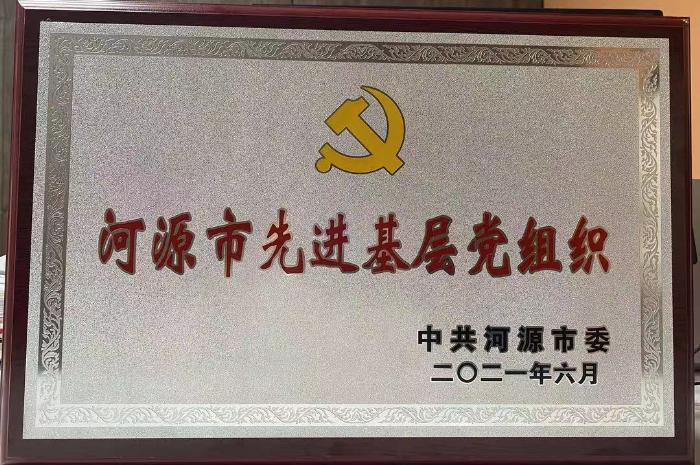 河源市先进基层党组织
中共河源市委
二〇二一年六月